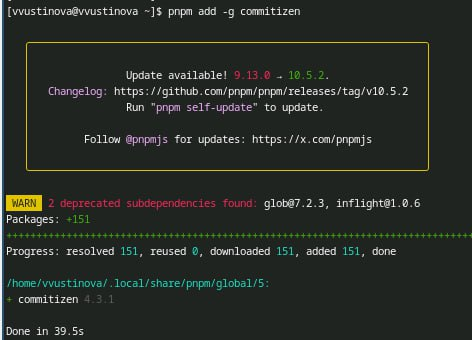 [vvustinova@vvustinova ~]$ pnpm add -g commitizen
Update available! 9.13.0 → 10.5.2.
Changelog: https://github.com/pnpm/pnpm/releases/tag/v10.5.2
Run "pnpm self-update" to update.
Follow @pnpmjs for updates: https://x.com/pnpmjs
WARN 2 deprecated subdependencies found: glob@7.2.3, inflight@1.0.6
Packages: +151
++++++++++++++++++++++++++++++++++++++++++++++++++++++++++++++++++++++++++++++
Progress: resolved 151, reused 0, downloaded 151, added 151, done
/home/vvustinova/.local/share/pnpm/global/5:
+ commitizen 4.3.1
Done in 39.5s